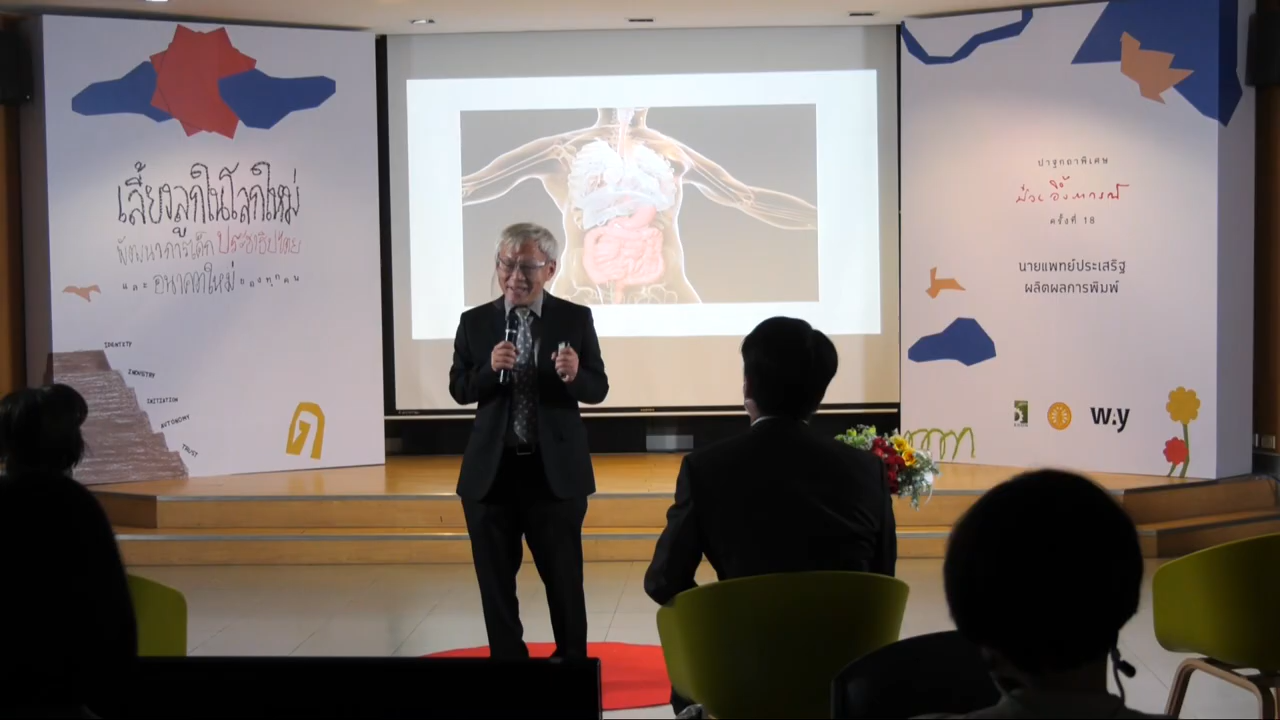 เลี้ยงลูกในโลกใหม่
พัฒนาการเด็ก ประชาธิปไตย
และ อนาคตใหม่ ของทุกคน
IDENTITY
INDUSTRY
INITIATION
AUTONOMY
TRUST
ปาฐกถาพิเศษ
ป๋วย อึ๊งภากรณ์
ครั้งที่ 18
นายแพทย์ประเสริฐ
ผลิตผลการพิมพ์
way